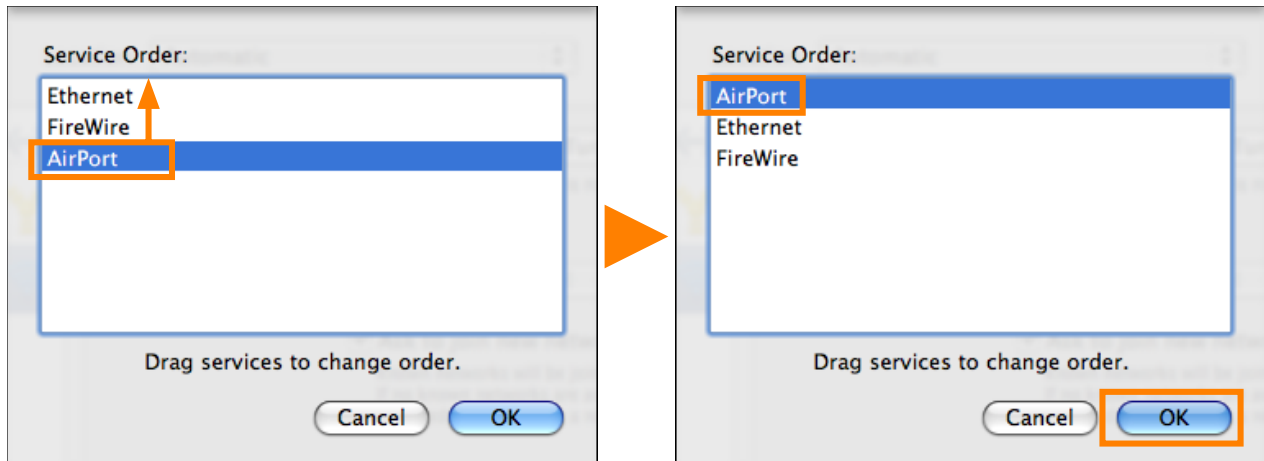 Service Order:
Ethernet
FireWire
AirPort
Drag services to change order.
Cancel
OK
Service Order:
AirPort
Ethernet
FireWire
Drag services to change order.
Cancel
OK